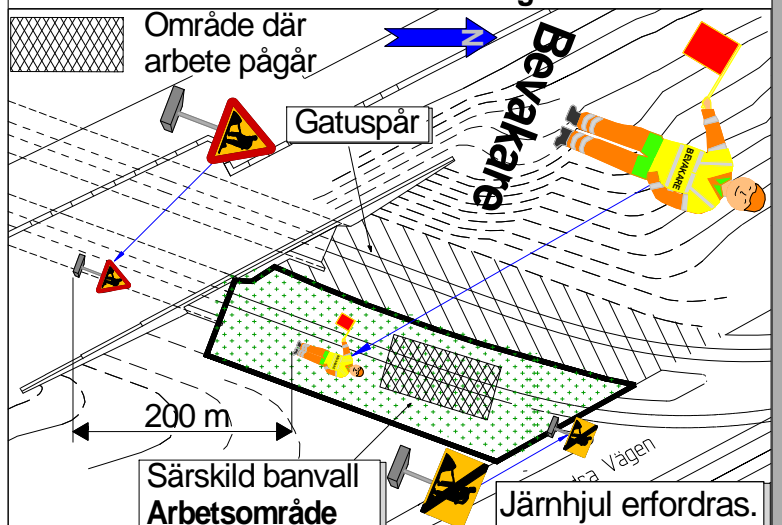 Område där
arbete pågår
N
Bevakare
Gatuspår
BEVAKARE
200 m
Särskild banvall
Arbetsområde
Vägen
Järnhjul erfordras.